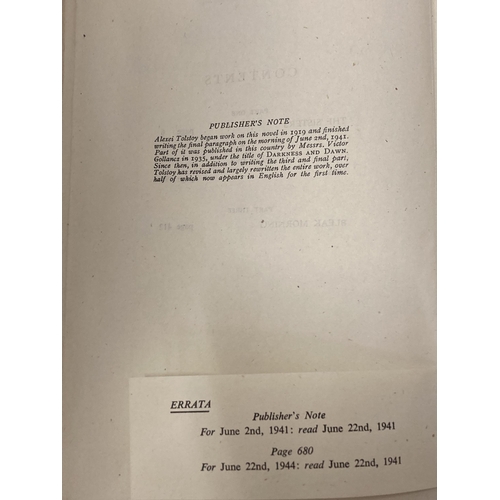 CONTENTS
PUBLISHER'S NOTE
Alexei Tolstoy began work on this novel in 1919 and finished
writing the final paragraph on the morning of June 2nd, 1941.
Part of it was published in this country by Messrs. Victor
Gollancz in 1935, under the title of DARKNESS AND DAWN.
Since then, in addition to writing the third and final part,
Tolstoy has revised and largely rewritten the entire work, over
half of which now appears in English for the first time.
ERRATA
Publisher's Note
For June 2nd, 1941: read June 22nd, 1941
Page 680
For June 22nd, 1944: read June 22nd, 1941